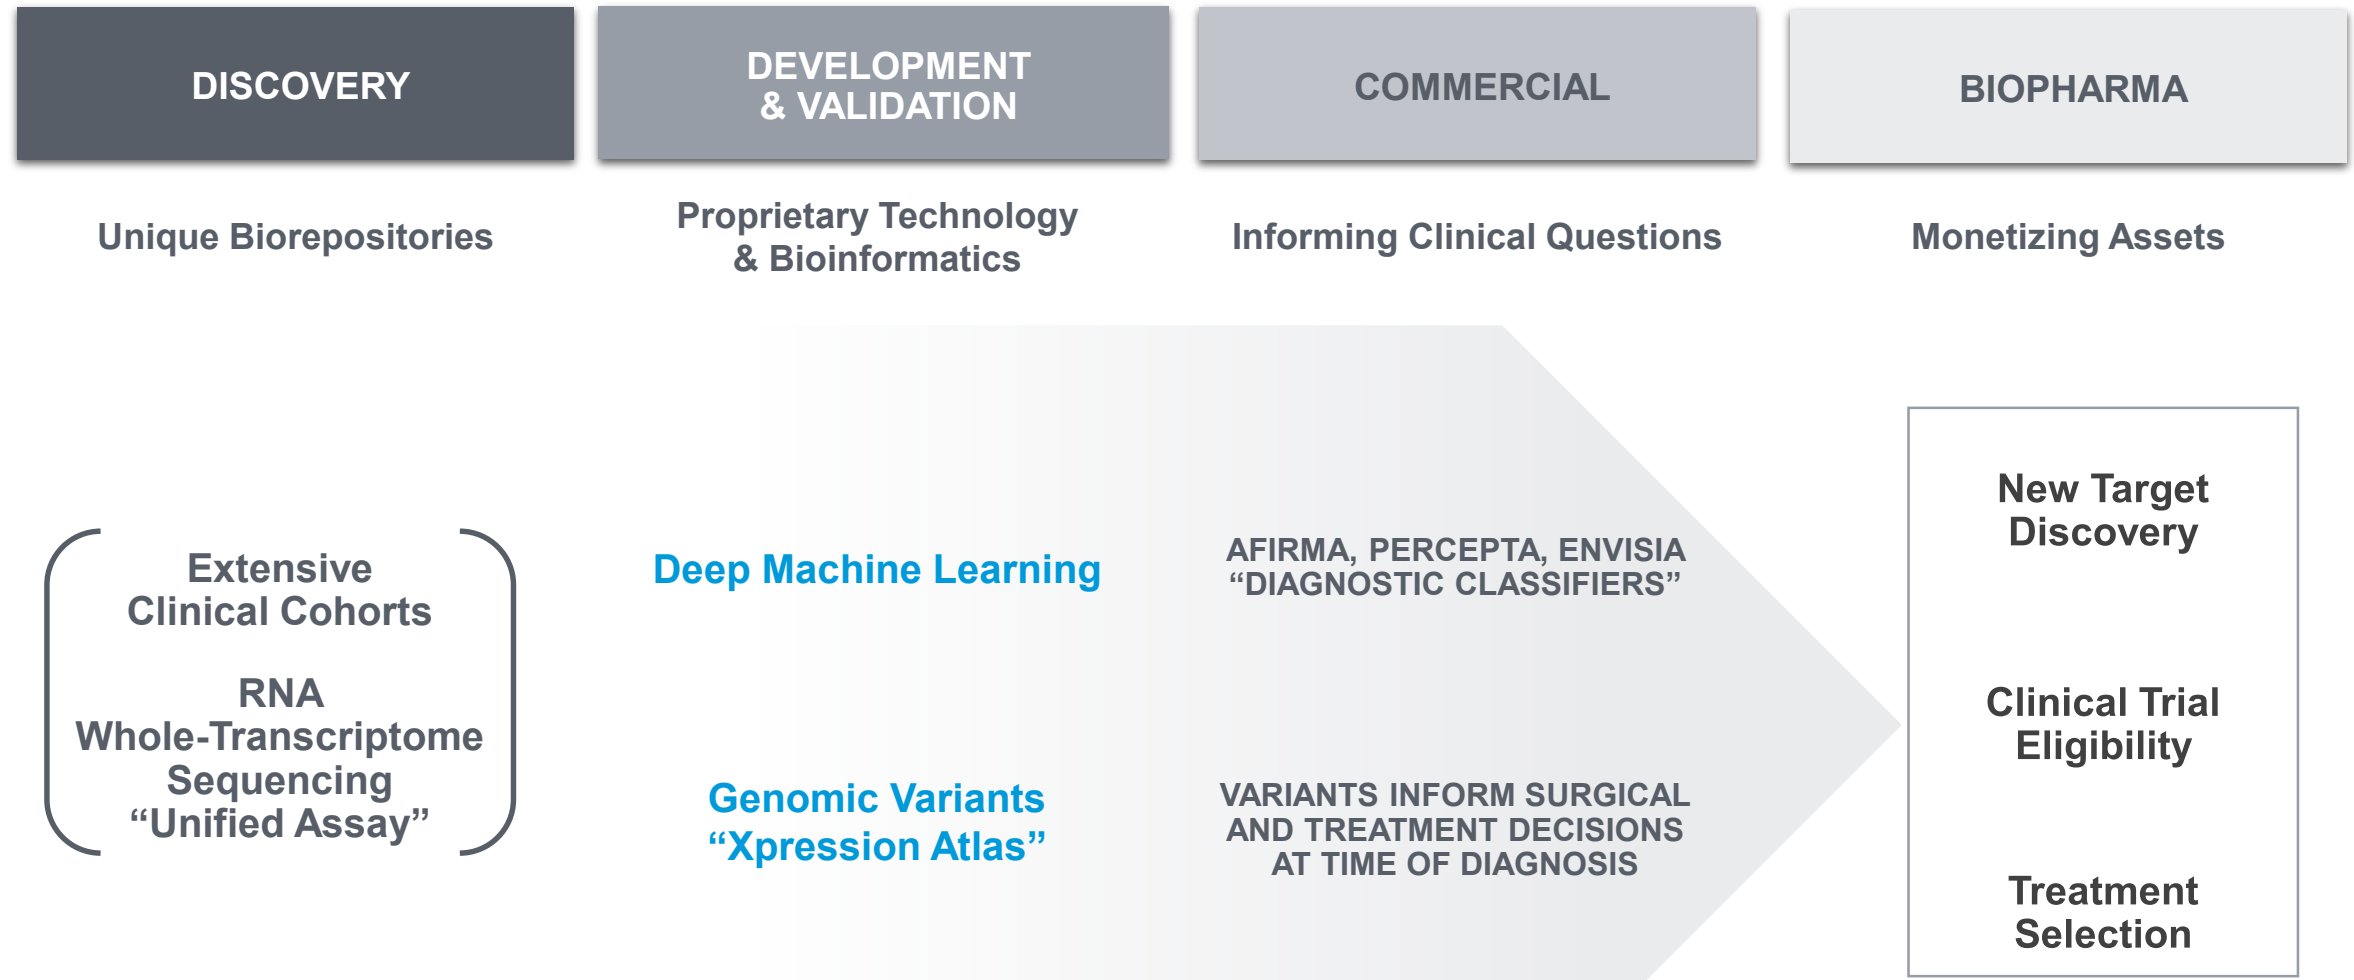 DISCOVERY
DEVELOPMENT
& VALIDATION
COMMERCIAL
BIOPHARMA
Unique Biorepositories
Proprietary Technology
& Bioinformatics
Informing Clinical Questions
Monetizing Assets
Extensive
Clinical Cohorts
RNA
Whole-Transcriptome
Sequencing
“Unified Assay”
Deep Machine Learning
Genomic Variants
“Xpression Atlas”
AFIRMA, PERCEPTA, ENVISIA
“DIAGNOSTIC CLASSIFIERS”
VARIANTS INFORM SURGICAL
AND TREATMENT DECISIONS
AT TIME OF DIAGNOSIS
New Target
Discovery
Clinical Trial
Eligibility
Treatment
Selection